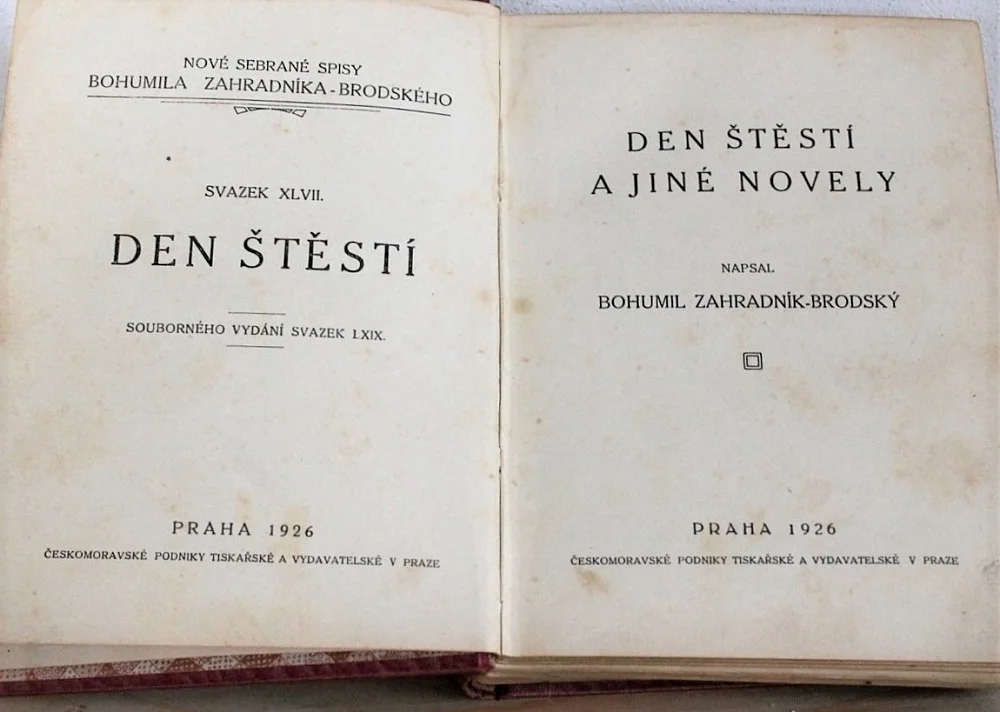 NOVÉ SEBRANÉ SPISY
BOHUMILA ZAHRADNÍKA-BRODSKÉHO
SVAZEK XLVII.
DEN ŠTĚSTÍ
SOUBORNÉHO VYDÁNÍ SVAZEK LXIX.
PRAHA 1926
ČESKOMORAVSKÉ PODNIKY TISKAŘSKÉ A VYDAVATELSKÉ V PRAZE
DEN ŠTĚSTÍ
A JINÉ NOVELY
NAPSAL
BOHUMIL ZAHRADNÍK-BRODSKÝ
PRAHA 1926
ČESKOMORAVSKÉ PODNIKY TISKAŘSKÉ A VYDAVATELSKÉ V PRAZE